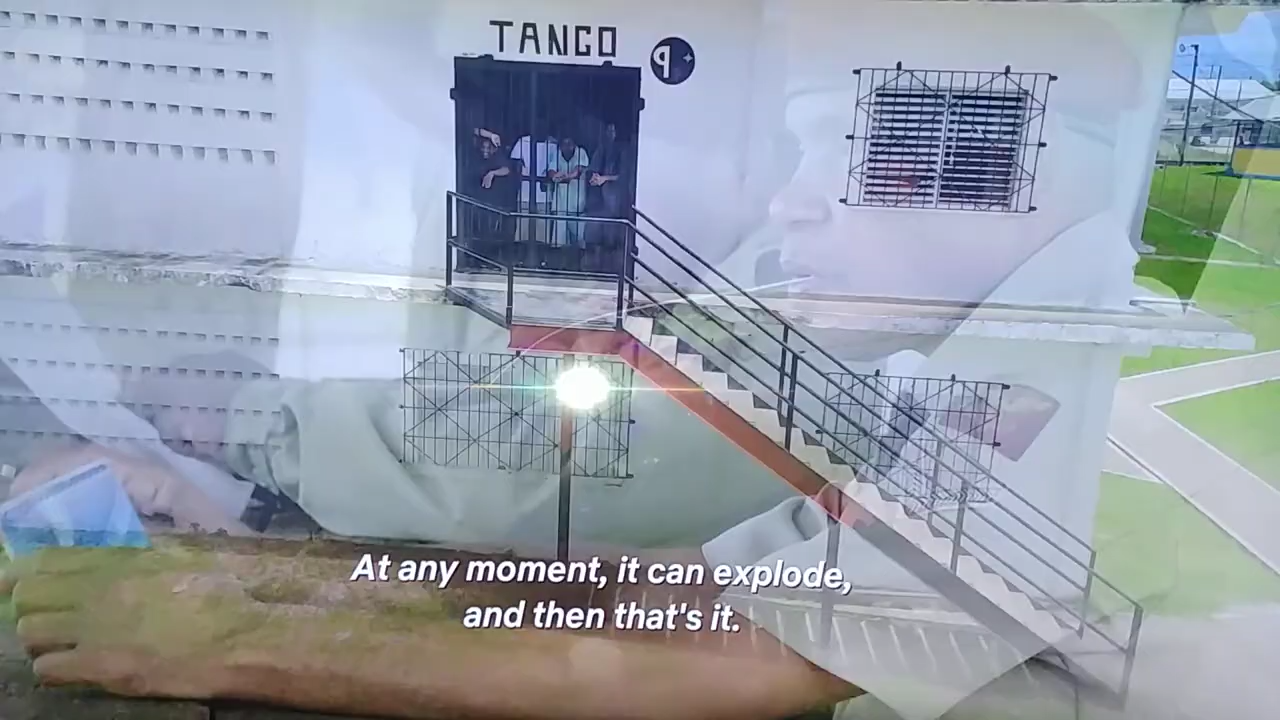 TANGO
At any moment, it can explode,
and then that's it.